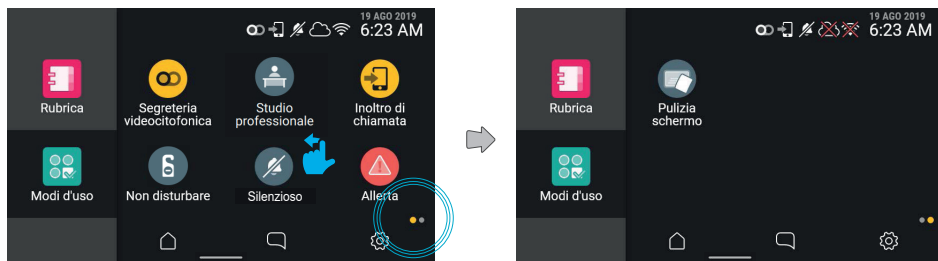 19 AGO 2019
6:23 AM
Rubrica
Segreteria
videocitofonica
Studio
professionale
Inoltro di
chiamata
Modi d'uso
Non disturbare
Silenzioso
Allerta
19 AGO 2019
6:23 AM
Rubrica
Pulizia
schermo
Modi d'uso